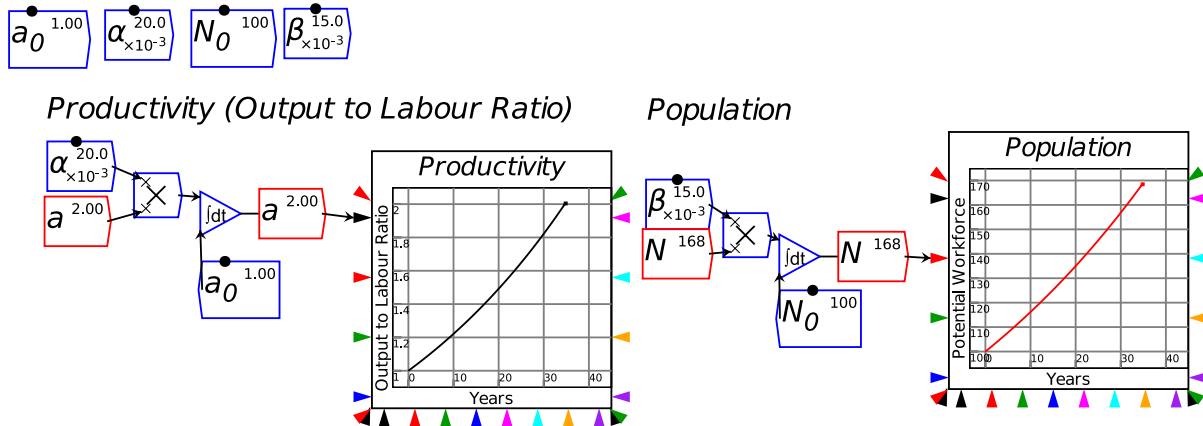 a0 1.00 α 20.0 ×10-3 N0 100 β 15.0 ×10-3
Productivity (Output to Labour Ratio)
α 20.0 ×10-3
×
×
×
a 2.00
∫dt
a 2.00
a0 1.00
Productivity
Output to Labour Ratio
2
1.8
1.6
1.4
1.2
1
0 10 20 30 40
Years
Population
β 15.0 ×10-3
×
×
×
N 168
∫dt
N 168
N0 100
Population
Potential Workforce
170
160
150
140
130
120
110
100
0 10 20 30 40
Years